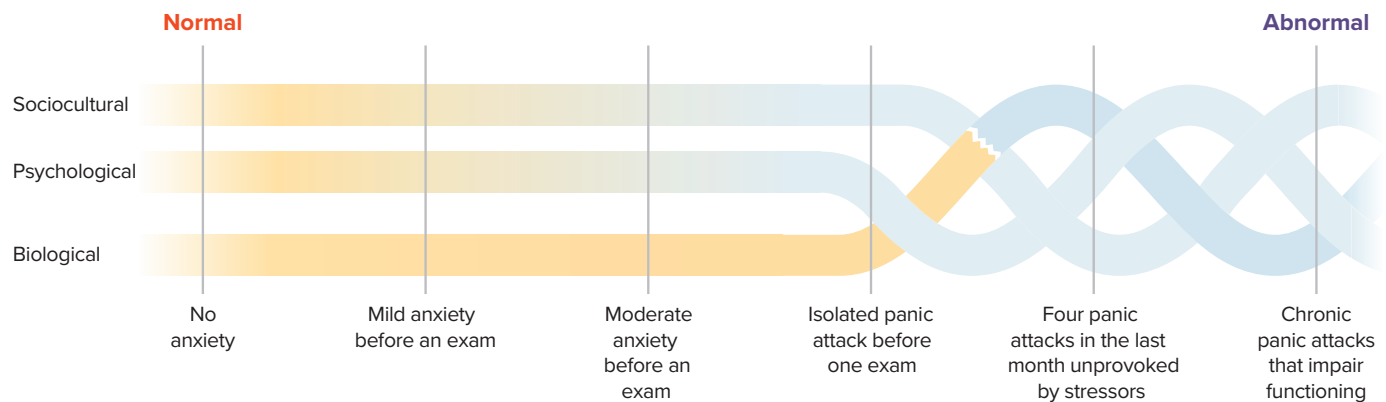 Normal
Abnormal
Sociocultural
Psychological
Biological
No
anxiety
Mild anxiety
before an exam
Moderate
anxiety
before an
exam
Isolated panic
attack before
one exam
Four panic
attacks in the last
month unprovoked
by stressors
Chronic
panic attacks
that impair
functioning